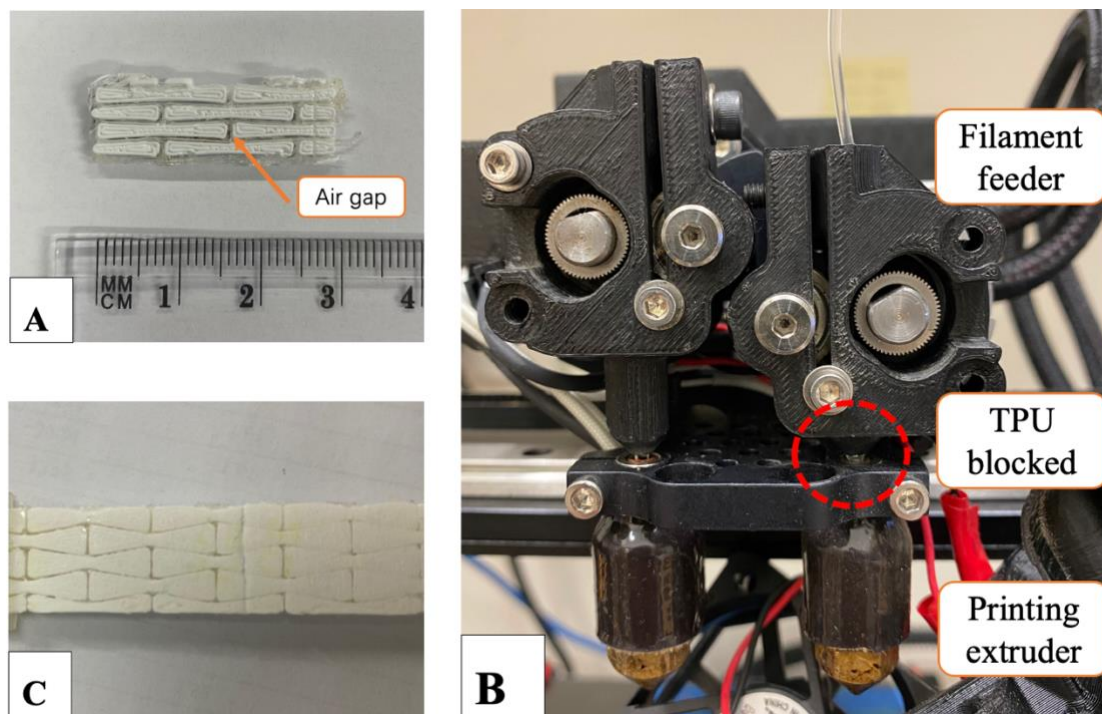 Air gap
MM
CM 1 2 3 4
A
C
Filament
feeder
TPU
blocked
Printing
extruder
B